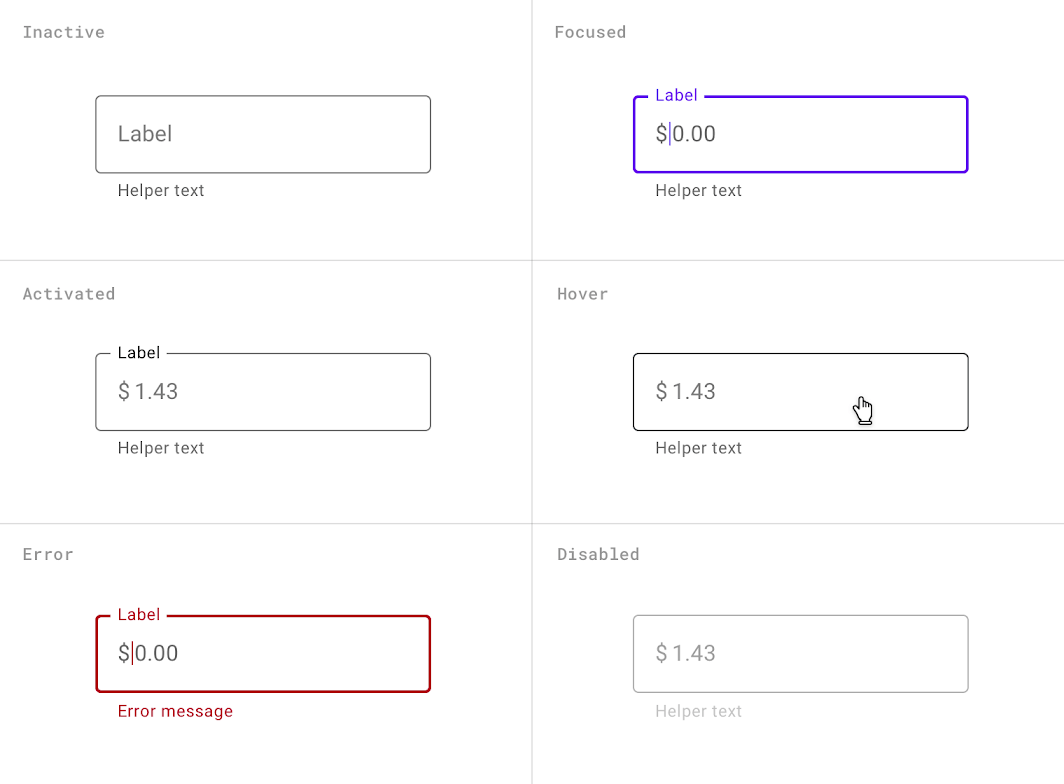 Inactive
Label
Helper text
Focused
Label
$0.00
Helper text
Activated
Label
$ 1.43
Helper text
Hover
$ 1.43
Helper text
Error
Label
$0.00
Error message
Disabled
$ 1.43
Helper text